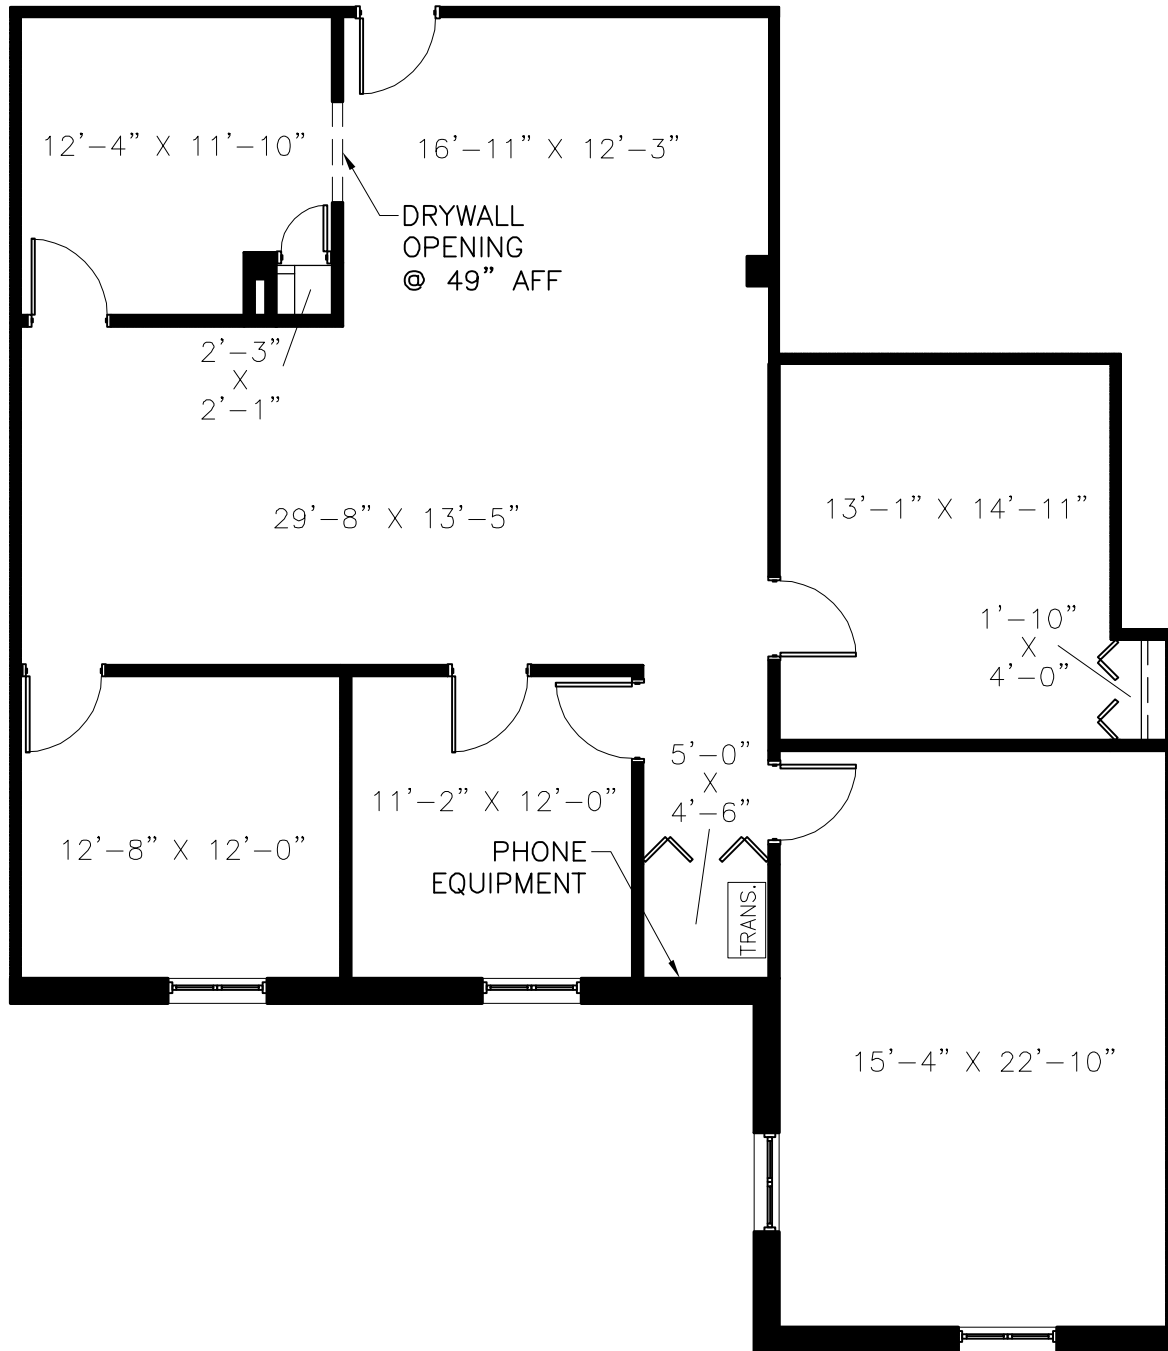 12'-4" X 11'-10"
16'-11" X 12'-3"
DRYWALL
OPENING
@ 49" AFF
2'-3"
X
2'-1"
29'-8" X 13'-5"
13'-1" X 14'-11"
1'-10"
X
4'-0"
5'-0"
X
4'-6"
11'-2" X 12'-0"
12'-8" X 12'-0"
PHONE
EQUIPMENT
TRANS.
15'-4" X 22'-10"